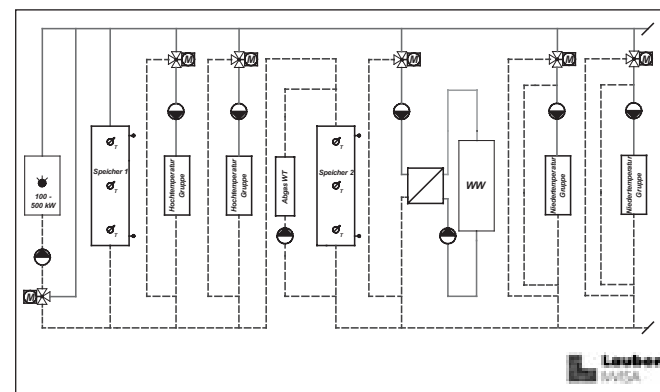 M
M
M
M
M
T
Speicher 1
T
T
100 -
500 kW
Hochtemperatur
Gruppe
Hochtemperatur
Gruppe
Abgas WT
T
Speicher 2
T
T
WW
Niedertemperatur
Gruppe
Niedertemperatur
Gruppe
M
Lauber
IWISA